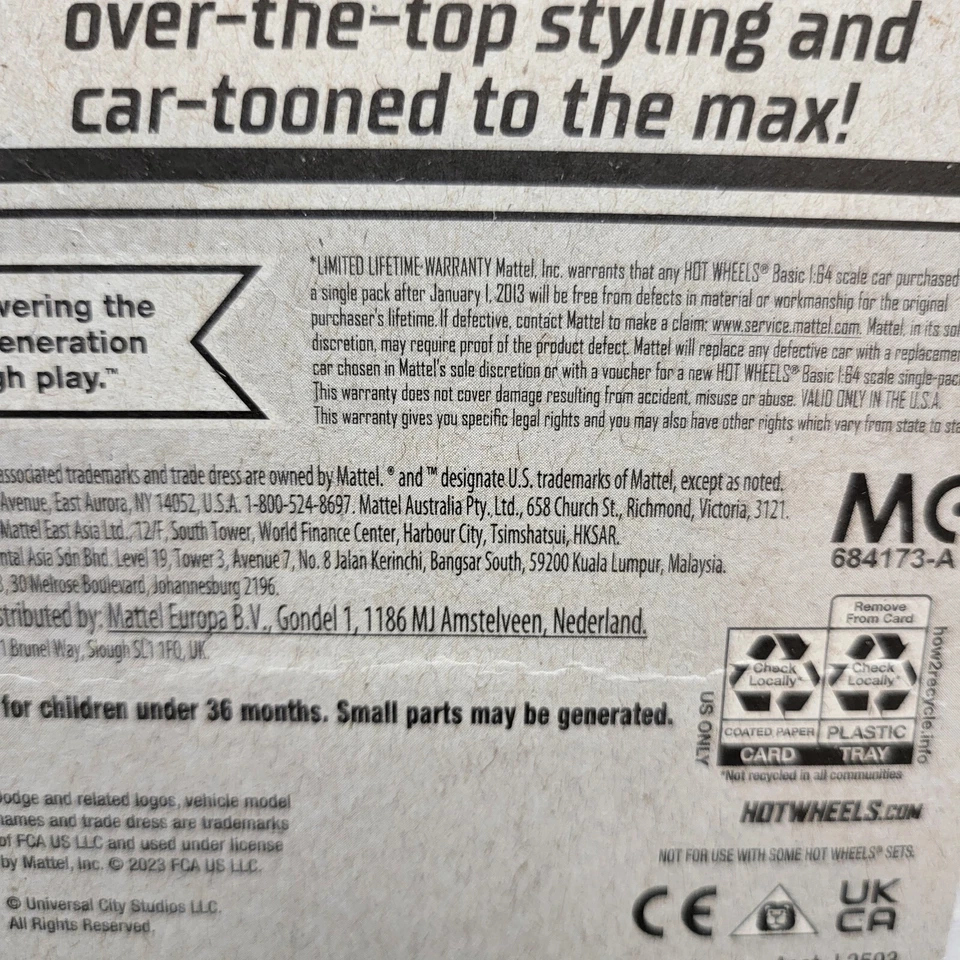 over-the-top styling and
car-tooned to the max!
vering the
eneration
gh play.™
*LIMITED LIFETIME WARRANTY Mattel, Inc. warrants that any HOT WHEELS® Basic 1:64 scale car purchased
a single pack after January 1, 2013 will be free from defects in material or workmanship for the original
purchaser's lifetime. If defective, contact Mattel to make a claim: www.service.mattel.com. Mattel, in its sol
discretion, may require proof of the product defect. Mattel will replace any defective car with a replacemen
car chosen in Mattel's sole discretion or with a voucher for a new HOT WHEELS® Basic 1:64 scale single-pac
This warranty does not cover damage resulting from accident, misuse or abuse. VALID ONLY IN THE U.S.A.
This warranty gives you specific legal rights and you may also have other rights which vary from state to sta
associated trademarks and trade dress are owned by Mattel. ® and ™ designate U.S. trademarks of Mattel, except as noted.
Avenue, East Aurora, NY 14052, U.S.A. 1-800-524-8697. Mattel Australia Pty., Ltd., 658 Church St., Richmond, Victoria, 3121.
Mattel East Asia Ltd., 12/F, South Tower, World Finance Center, Harbour City, Tsimshatsui, HKSAR.
ntal Asia Sdn Bhd. Level 19, Tower 3, Avenue 7, No. 8 Jalan Kerinchi, Bangsar South, 59200 Kuala Lumpur, Malaysia.
30 Melrose Boulevard, Johannesburg 2196.
stributed by: Mattel Europa B.V., Gondel 1, 1186 MJ Amstelveen, Nederland.
1 Brunel Way, Slough SL1 1FQ, UK.
for children under 36 months. Small parts may be generated.
684173-A
Remove
From Card
Check
Locally*
Check
Locally*
COATED PAPER
PLASTIC
CARD
TRAY
US ONLY
how2recycle.info
*Not recycled in all communities
HOTWHEELS.COM
NOT FOR USE WITH SOME HOT WHEELS® SETS.
odge and related logos, vehicle model
names and trade dress are trademarks
of FCA US LLC and used under license
by Mattel, Inc. © 2023 FCA US LLC.
© Universal City Studios LLC.
All Rights Reserved.
CE
UK
CA